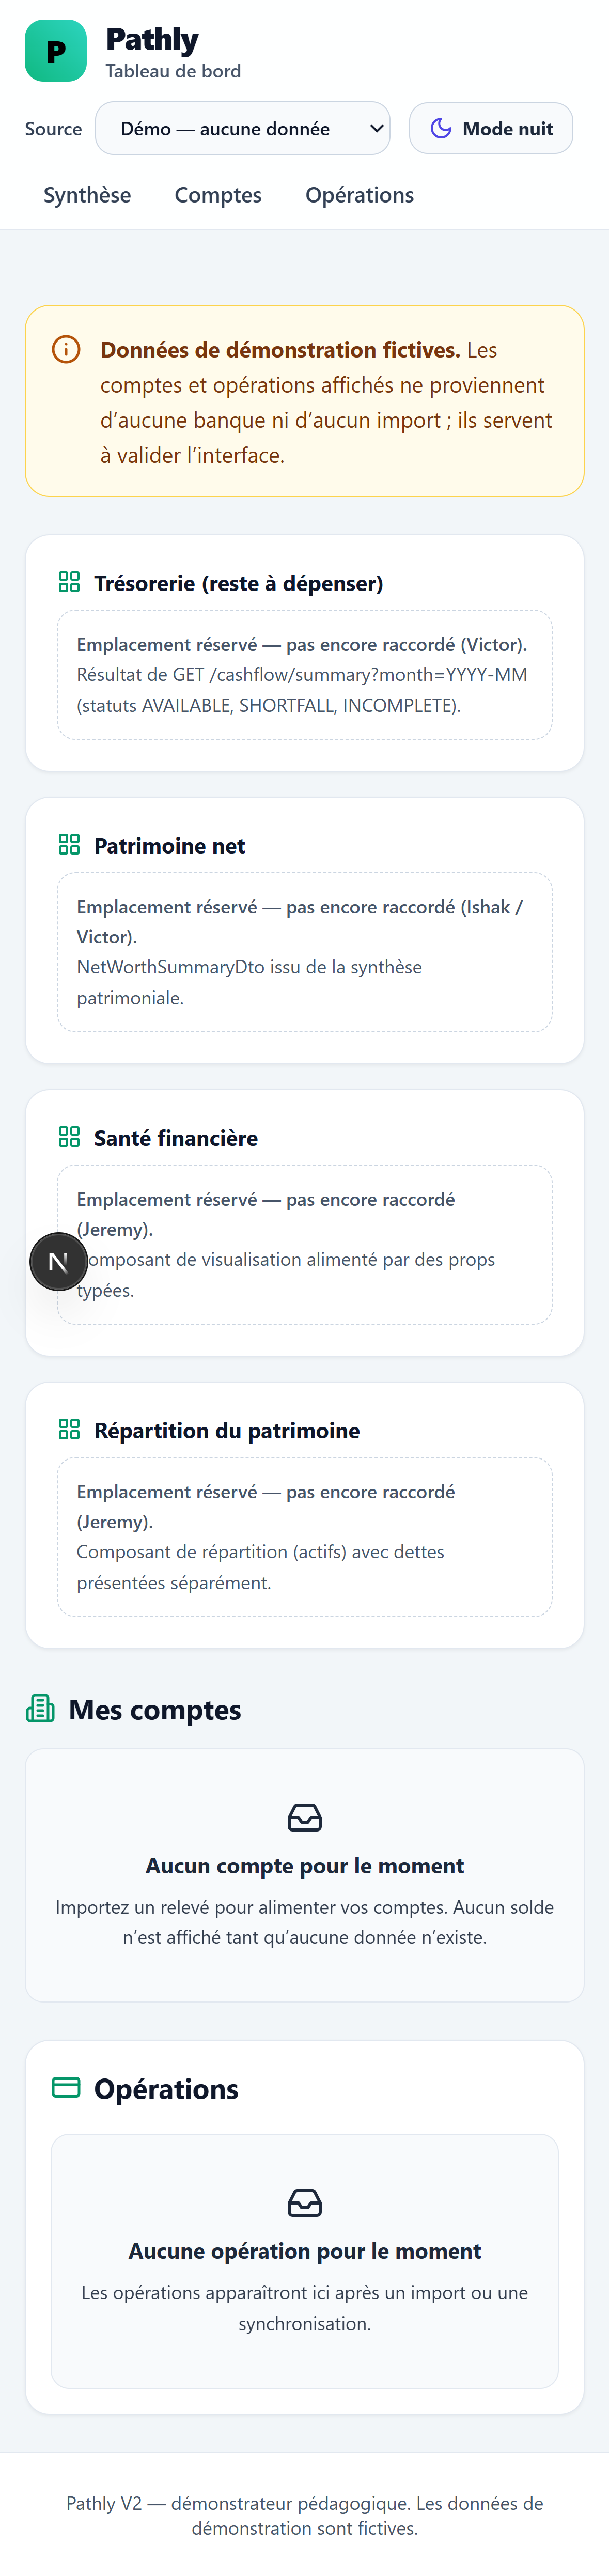 P
Pathly
Tableau de bord
Source
Démo — aucune donnée
Mode nuit
Synthèse Comptes Opérations
Données de démonstration fictives. Les
comptes et opérations affichés ne proviennent
d’aucune banque ni d’aucun import ; ils servent
à valider l’interface.
Trésorerie (reste à dépenser)
Emplacement réservé — pas encore raccordé (Victor).
Résultat de GET /cashflow/summary?month=YYYY-MM
(statuts AVAILABLE, SHORTFALL, INCOMPLETE).
Patrimoine net
Emplacement réservé — pas encore raccordé (Ishak /
Victor).
NetWorthSummaryDto issu de la synthèse
patrimoniale.
Santé financière
Emplacement réservé — pas encore raccordé
(Jeremy).
N
omposant de visualisation alimenté par des props
typées.
Répartition du patrimoine
Emplacement réservé — pas encore raccordé
(Jeremy).
Composant de répartition (actifs) avec dettes
présentées séparément.
Mes comptes
Aucun compte pour le moment
Importez un relevé pour alimenter vos comptes. Aucun solde
n’est affiché tant qu’aucune donnée n’existe.
Opérations
Aucune opération pour le moment
Les opérations apparaîtront ici après un import ou une
synchronisation.
Pathly V2 — démonstrateur pédagogique. Les données de
démonstration sont fictives.